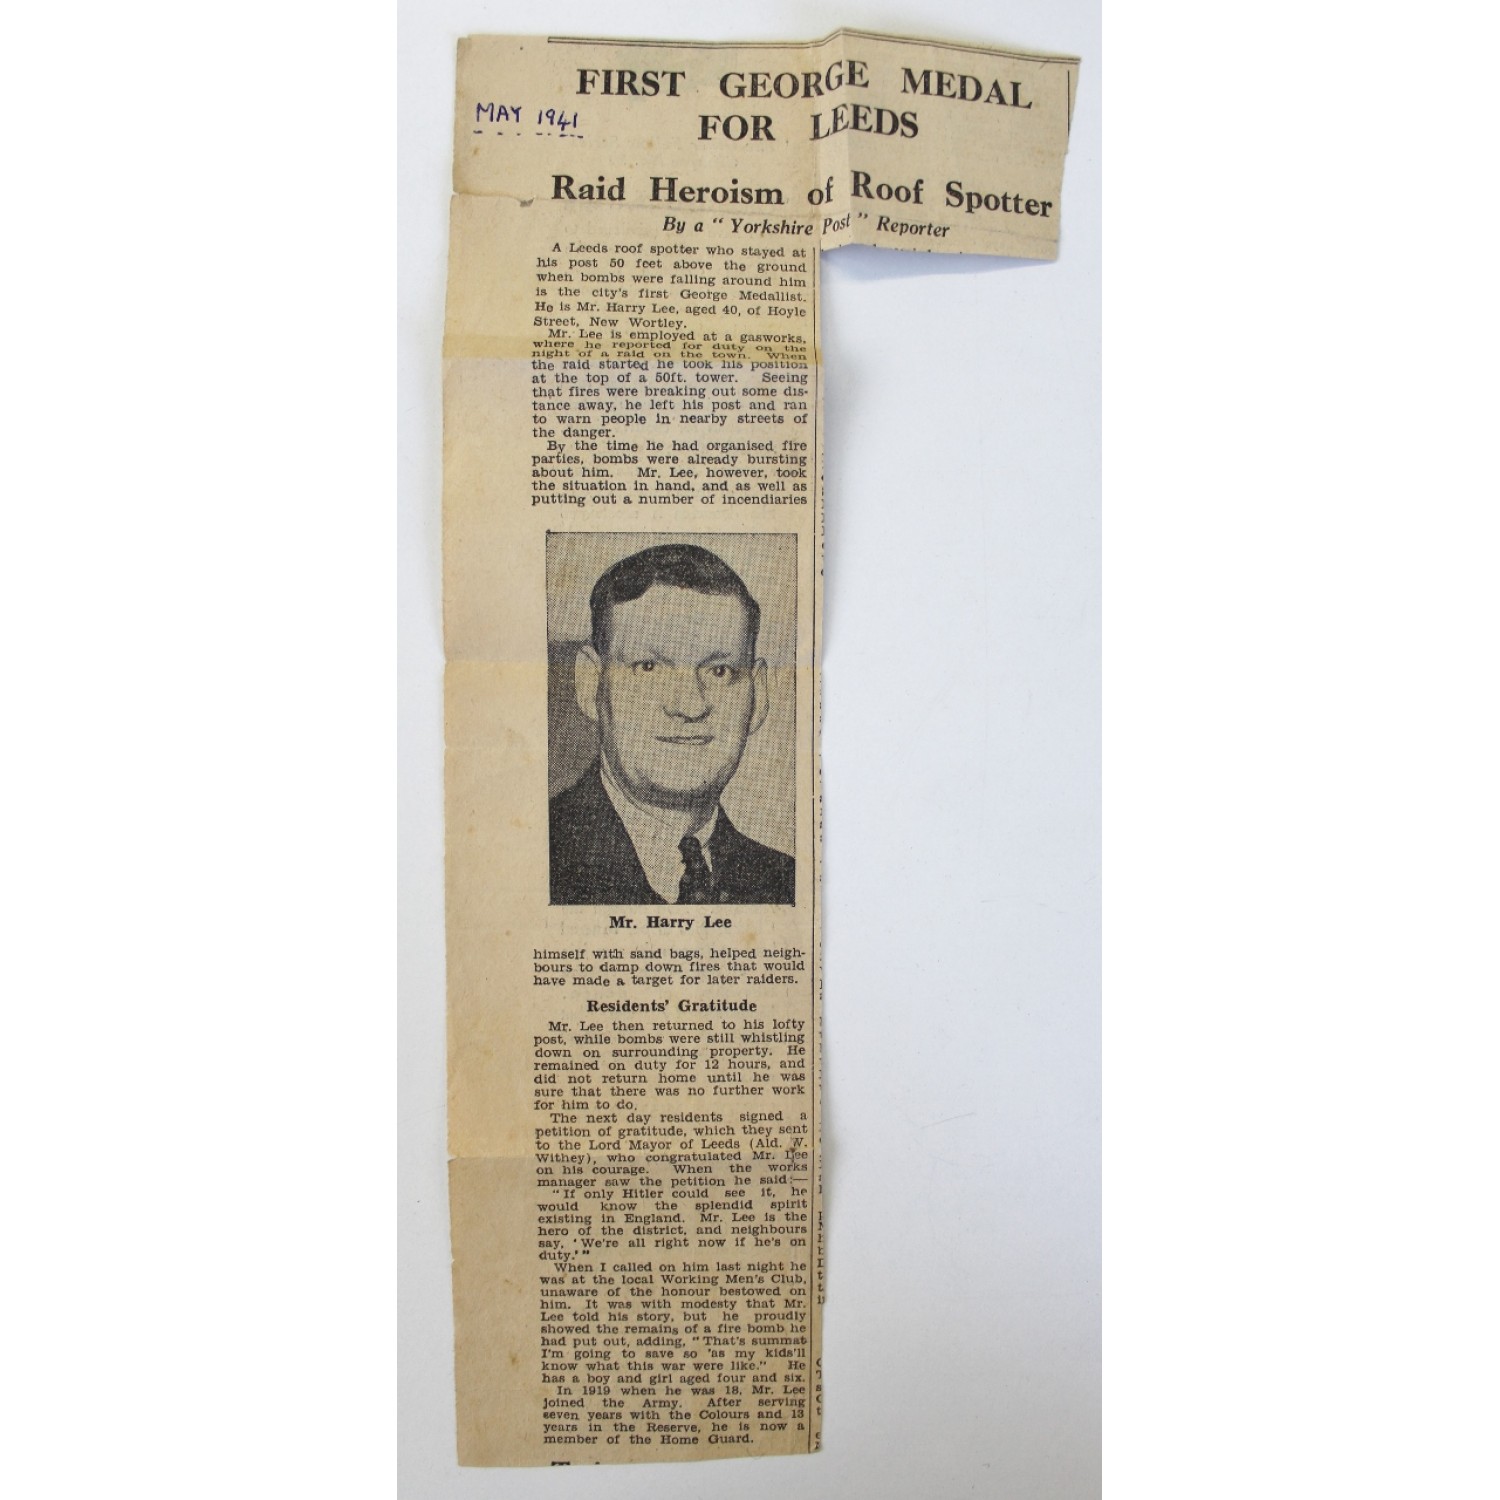 MAY 1941
FIRST GEORGE MEDAL
FOR LEEDS
Raid Heroism of Roof Spotter
By a "Yorkshire Post" Reporter
A Leeds roof spotter who stayed at
his post 50 feet above the ground
when bombs were falling around him
is the city's first George Medallist.
He is Mr. Harry Lee, aged 40, of Hoyle
Street, New Wortley.
Mr. Lee is employed at a gasworks,
where he reported for duty on the
night of a raid on the town. When
the raid started he took his position
at the top of a 50ft. tower. Seeing
that fires were breaking out some dis-
tance away, he left his post and ran
to warn people in nearby streets of
the danger.
By the time he had organised fire
parties, bombs were already bursting
about him. Mr. Lee, however, took
the situation in hand, and as well as
putting out a number of incendiaries
Mr. Harry Lee
himself with sand bags, helped neigh-
bours to damp down fires that would
have made a target for later raiders.
Residents' Gratitude
Mr. Lee then returned to his lofty
post, while bombs were still whistling
down on surrounding property. He
remained on duty for 12 hours, and
did not return home until he was
sure that there was no further work
for him to do.
The next day residents signed a
petition of gratitude, which they sent
to the Lord Mayor of Leeds (Ald. W.
Withey), who congratulated Mr. Lee
on his courage. When the works
manager saw the petition he said:—
"If only Hitler could see it, he
would know the splendid spirit
existing in England. Mr. Lee is the
hero of the district, and neighbours
say, 'We're all right now if he's on
duty.'"
When I called on him last night he
was at the local Working Men's Club,
unaware of the honour bestowed on
him. It was with modesty that Mr.
Lee told his story, but he proudly
showed the remains of a fire bomb he
had put out, adding, "That's summat
I'm going to save so 'as my kids'll
know what this war were like." He
has a boy and girl aged four and six.
In 1919 when he was 18, Mr. Lee
joined the Army. After serving
seven years with the Colours and 13
years in the Reserve, he is now a
member of the Home Guard.